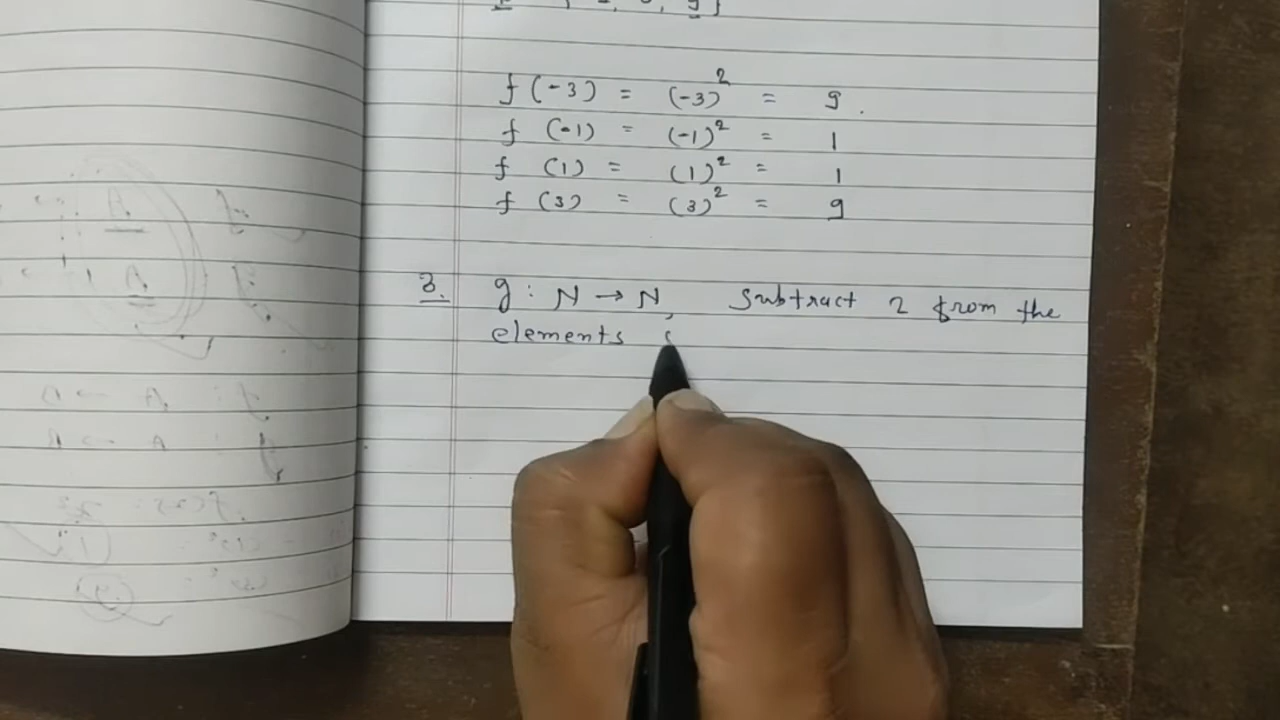 f (-3) = (-3)² = 9.
f (-1) = (-1)² = 1
f (1) = (1)² = 1
f (3) = (3)² = 9
3. g : N → N, Subtract 2 from the
elements